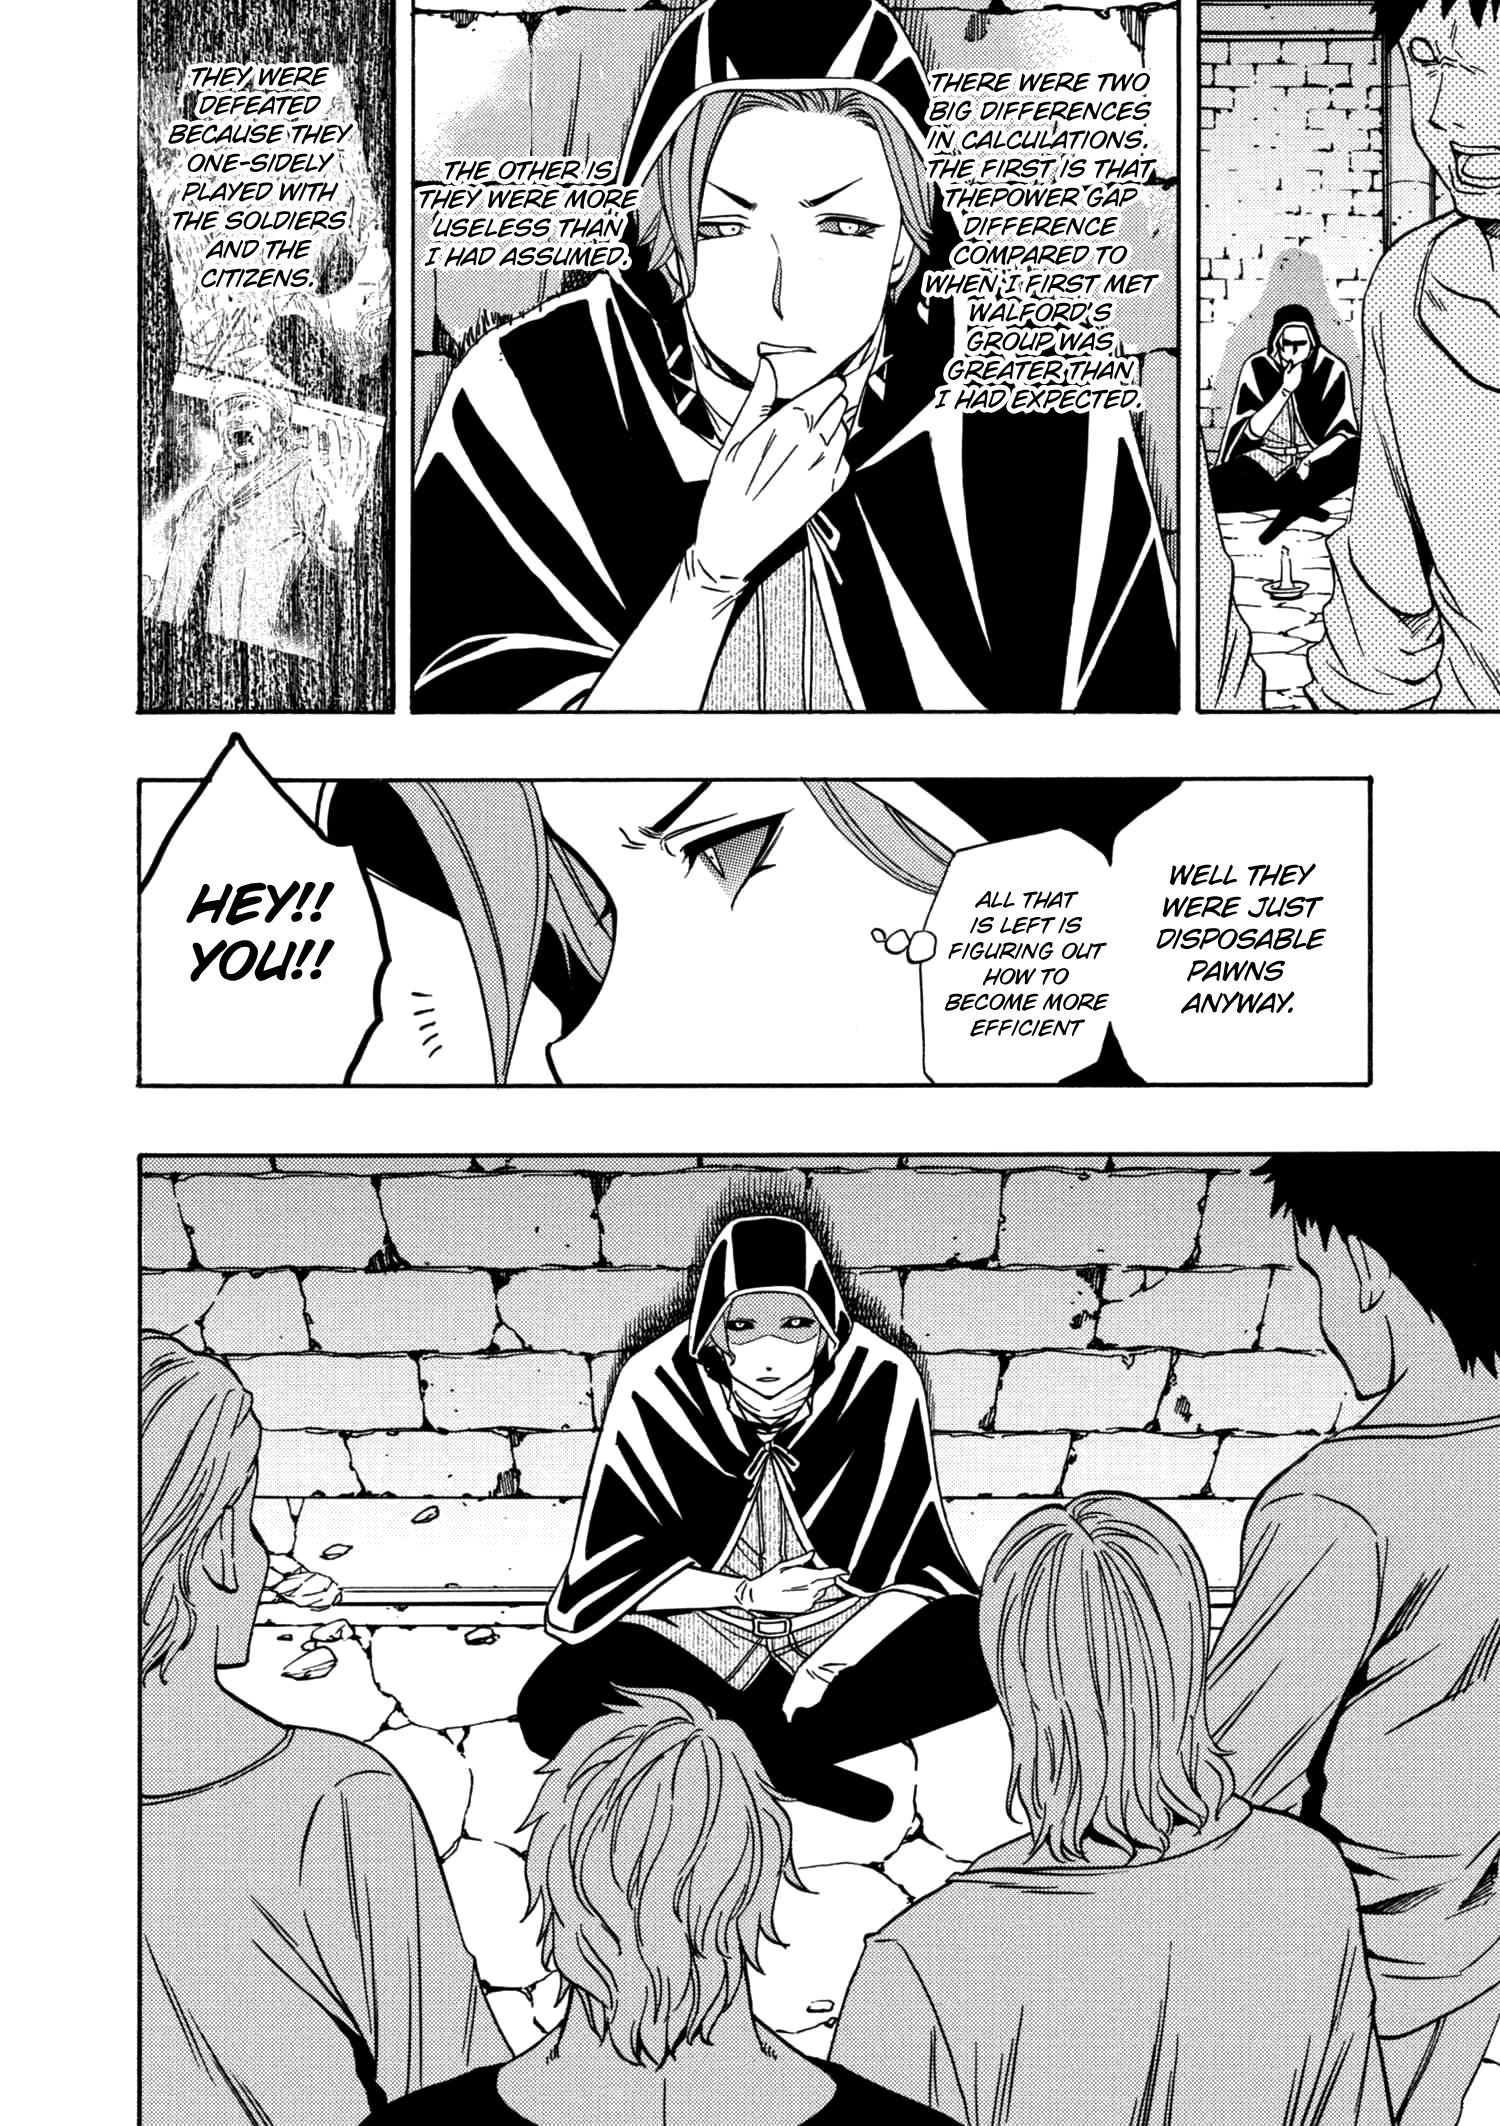 THERE WERE TWO
BIG DIFFERENCES
IN CALCULATIONS.
THE FIRST IS THAT
THEPOWER GAP
DIFFERENCE
COMPARED TO
WHEN I FIRST MET
WALFORD'S
GROUP WAS
GREATER THAN
I HAD EXPECTED.
THE OTHER IS
THEY WERE MORE
USELESS THAN
I HAD ASSUMED.
THEY WERE
DEFEATED
BECAUSE THEY
ONE-SIDELY
PLAYED WITH
THE SOLDIERS
AND THE
CITIZENS.
WELL THEY
WERE JUST
DISPOSABLE
PAWNS
ANYWAY.
ALL THAT
IS LEFT IS
FIGURING OUT
HOW TO
BECOME MORE
EFFICIENT
HEY!!
YOU!!